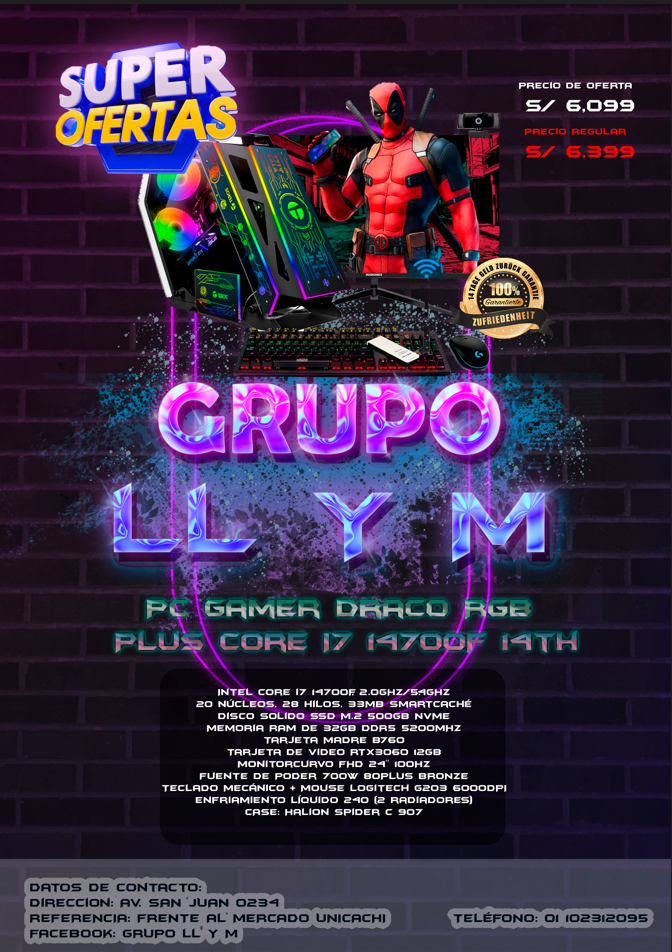 SUPER
OFERTAS
PRECIO DE OFERTA
S/ 6,099
PRECIO REGULAR
S/ 6,399
14 TAGE GELD ZURÜCK GARANTIE
100%
Garantierte
ZUFRIEDENHEIT
GRUPO
LL Y M
PC GAMER DRACO RGB
PLUS CORE I7 14700F 14TH
INTEL CORE I7 14700F 2.0GHZ/54GHZ
20 NÚCLEOS, 28 HILOS, 33MB SMARTCACHÉ
DISCO SOLIDO SSD M.2 500GB NVME
MEMORIA RAM DE 32GB DDR5 5200MHZ
TARJETA MADRE B760
TARJETA DE VIDEO RTX3060 12GB
MONITORCURVO FHD 24" 100HZ
FUENTE DE PODER 700W 80PLUS BRONZE
TECLADO MECÁNICO + MOUSE LOGITECH G203 6000DPI
ENFRIAMIENTO LÍQUIDO 240 (2 RADIADORES)
CASE: HALION SPIDER C 907
DATOS DE CONTACTO:
DIRECCION: AV. SAN JUAN 0234
REFERENCIA: FRENTE AL MERCADO UNICACHI
TELÉFONO: 01 102312095
FACEBOOK: GRUPO LL Y M